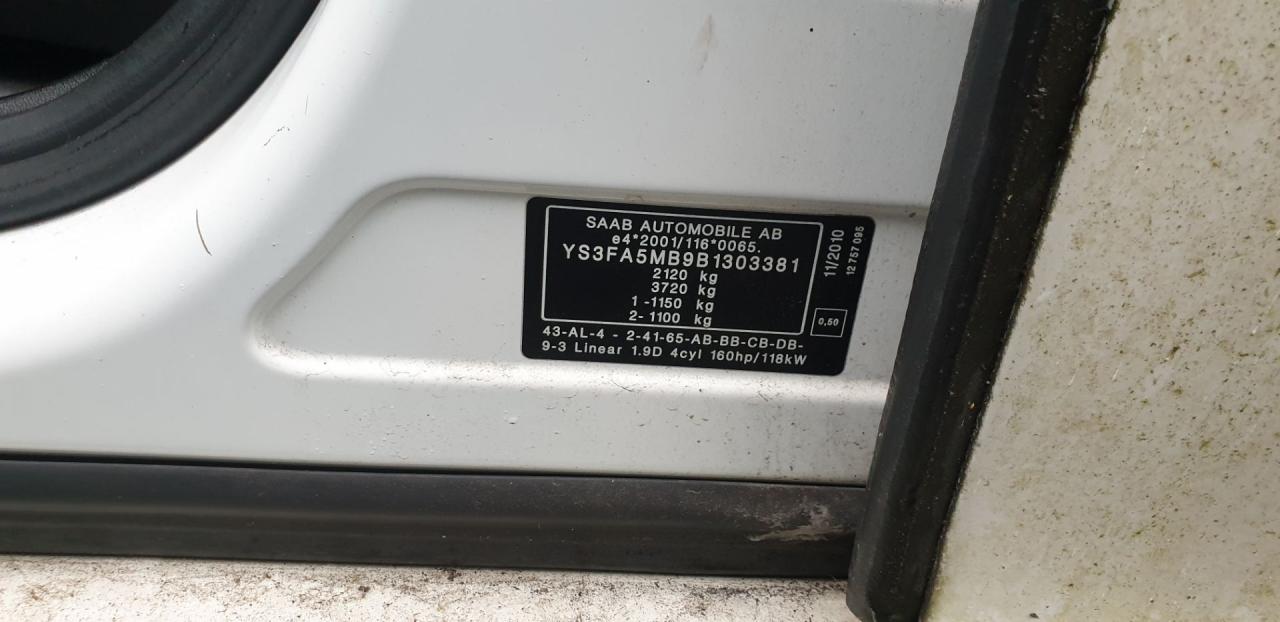 SAAB AUTOMOBILE AB
e4*2001/116*0065.
YS3FA5MB9B1303381
2120 kg
3720 kg
1 -1150 kg
2- 1100 kg
43-AL-4 - 2-41-65-AB-BB-CB-DB-
9-3 Linear 1.9D 4cyl 160hp/118kW
11/2010
12 757 095
0,50